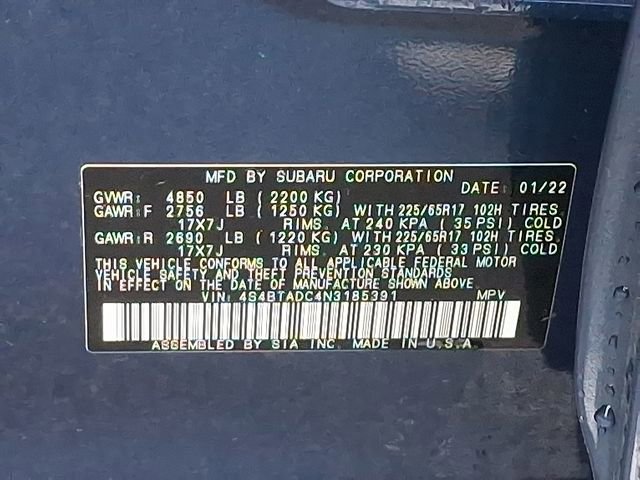 MFD BY SUBARU CORPORATION
DATE: 01/22
GVWR: 4850 LB (2200 KG)
GAWR: F 2756 LB (1250 KG) WITH 225/65R17 102H TIRES,
17X7J RIMS, AT 240 KPA (35 PSI) COLD
GAWR: R 2690 LB (1220 KG) WITH 225/65R17 102H TIRES,
17X7J RIMS, AT 230 KPA (33 PSI) COLD
THIS VEHICLE CONFORMS TO ALL APPLICABLE FEDERAL MOTOR
VEHICLE SAFETY AND THEFT PREVENTION STANDARDS
IN EFFECT ON THE DATE OF MANUFACTURE SHOWN ABOVE.
VIN: 4S4BTADC4N3185391 MPV
ASSEMBLED BY SIA INC. MADE IN U.S.A.